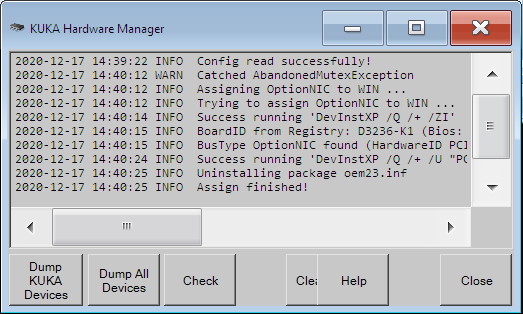 KUKA Hardware Manager
2020-12-17 14:39:22 INFO Config read successfully!
2020-12-17 14:40:12 WARN Catched AbandonedMutexException
2020-12-17 14:40:12 INFO Assigning OptionNIC to WIN ...
2020-12-17 14:40:12 INFO Trying to assign OptionNIC to WIN ...
2020-12-17 14:40:14 INFO Success running 'DevInstXP /Q /+ /ZI'
2020-12-17 14:40:15 INFO BoardID from Registry: D3236-K1 (Bios:
2020-12-17 14:40:15 INFO BusType OptionNIC found (HardwareID PCI
2020-12-17 14:40:24 INFO Success running 'DevInstXP /Q /+ /U "PC
2020-12-17 14:40:25 INFO Uninstalling package oem23.inf
2020-12-17 14:40:25 INFO Assign finished!
Dump
KUKA
Devices
Dump All
Devices
Check
Clea
Help
Close